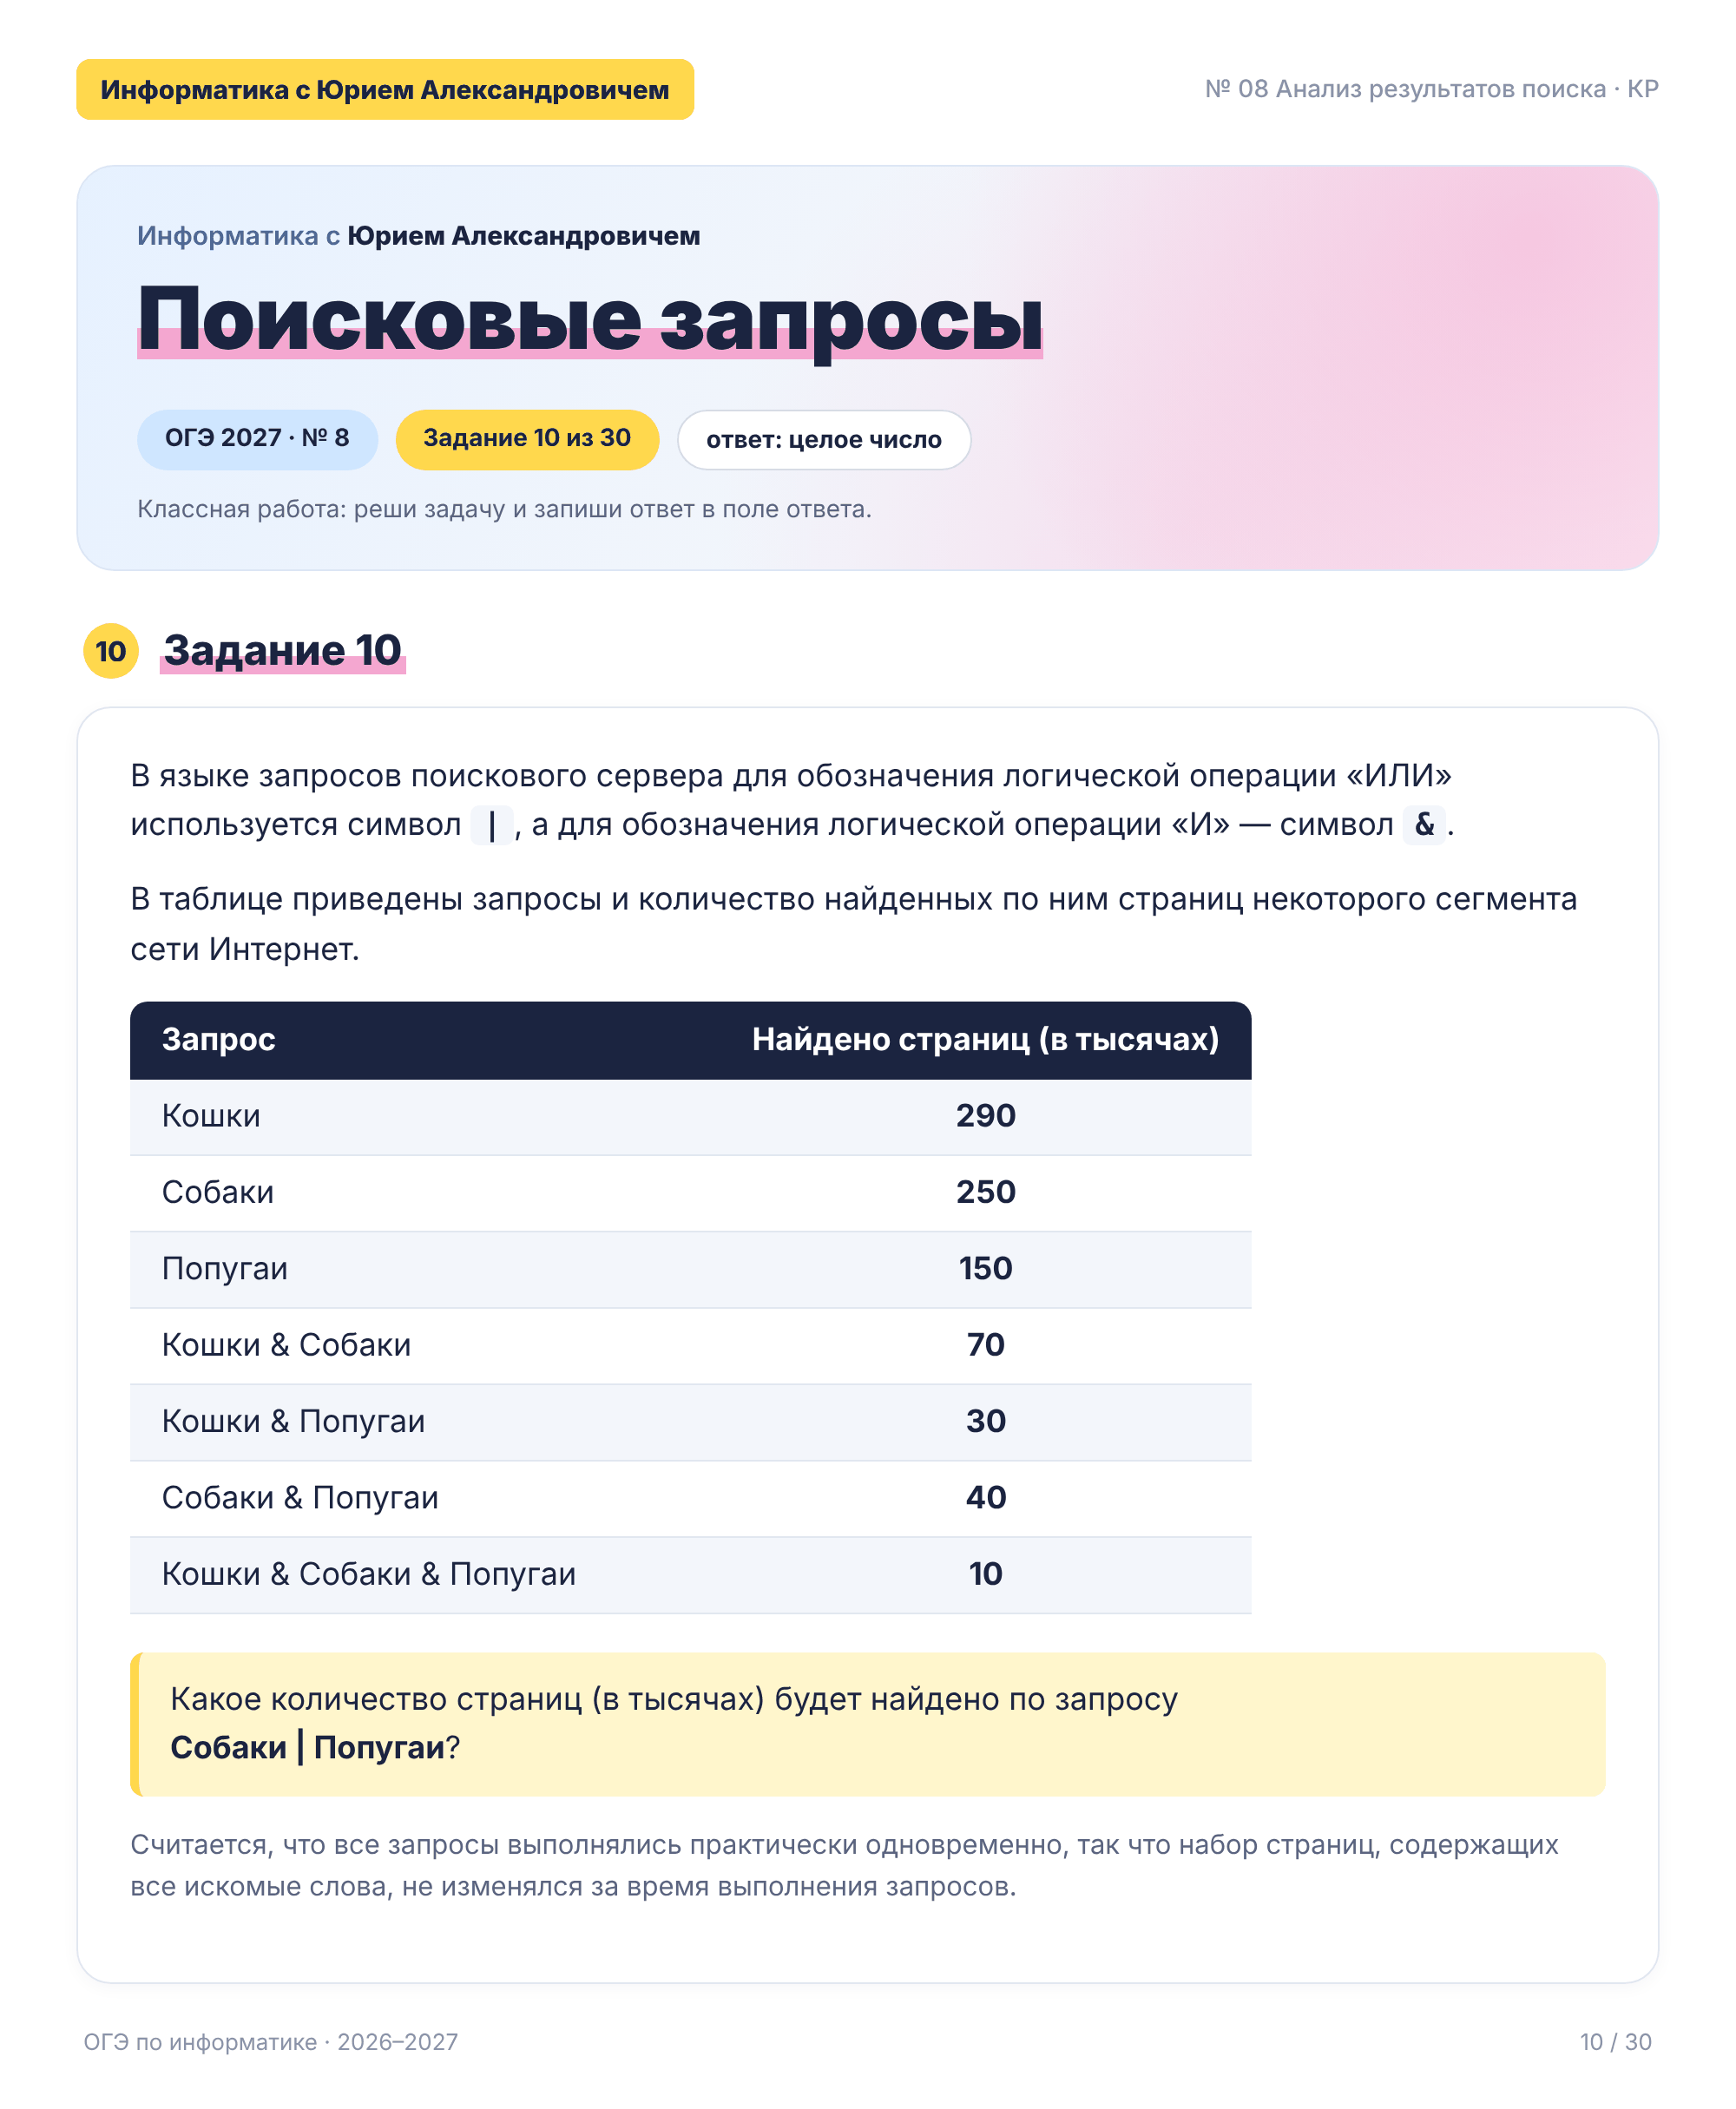 Информатика с Юрием Александровичем
№ 08 Анализ результатов поиска · КР
Информатика с Юрием Александровичем
Поисковые запросы
ОГЭ 2027 · № 8
Задание 10 из 30
ответ: целое число
Классная работа: реши задачу и запиши ответ в поле ответа.
10 Задание 10
В языке запросов поискового сервера для обозначения логической операции «ИЛИ»
используется символ |, а для обозначения логической операции «И» — символ &.
В таблице приведены запросы и количество найденных по ним страниц некоторого сегмента
сети Интернет.
Запрос Найдено страниц (в тысячах)
Кошки 290
Собаки 250
Попугаи 150
Кошки & Собаки 70
Кошки & Попугаи 30
Собаки & Попугаи 40
Кошки & Собаки & Попугаи 10
Какое количество страниц (в тысячах) будет найдено по запросу
Собаки | Попугаи?
Считается, что все запросы выполнялись практически одновременно, так что набор страниц, содержащих
все искомые слова, не изменялся за время выполнения запросов.
ОГЭ по информатике · 2026–2027
10 / 30